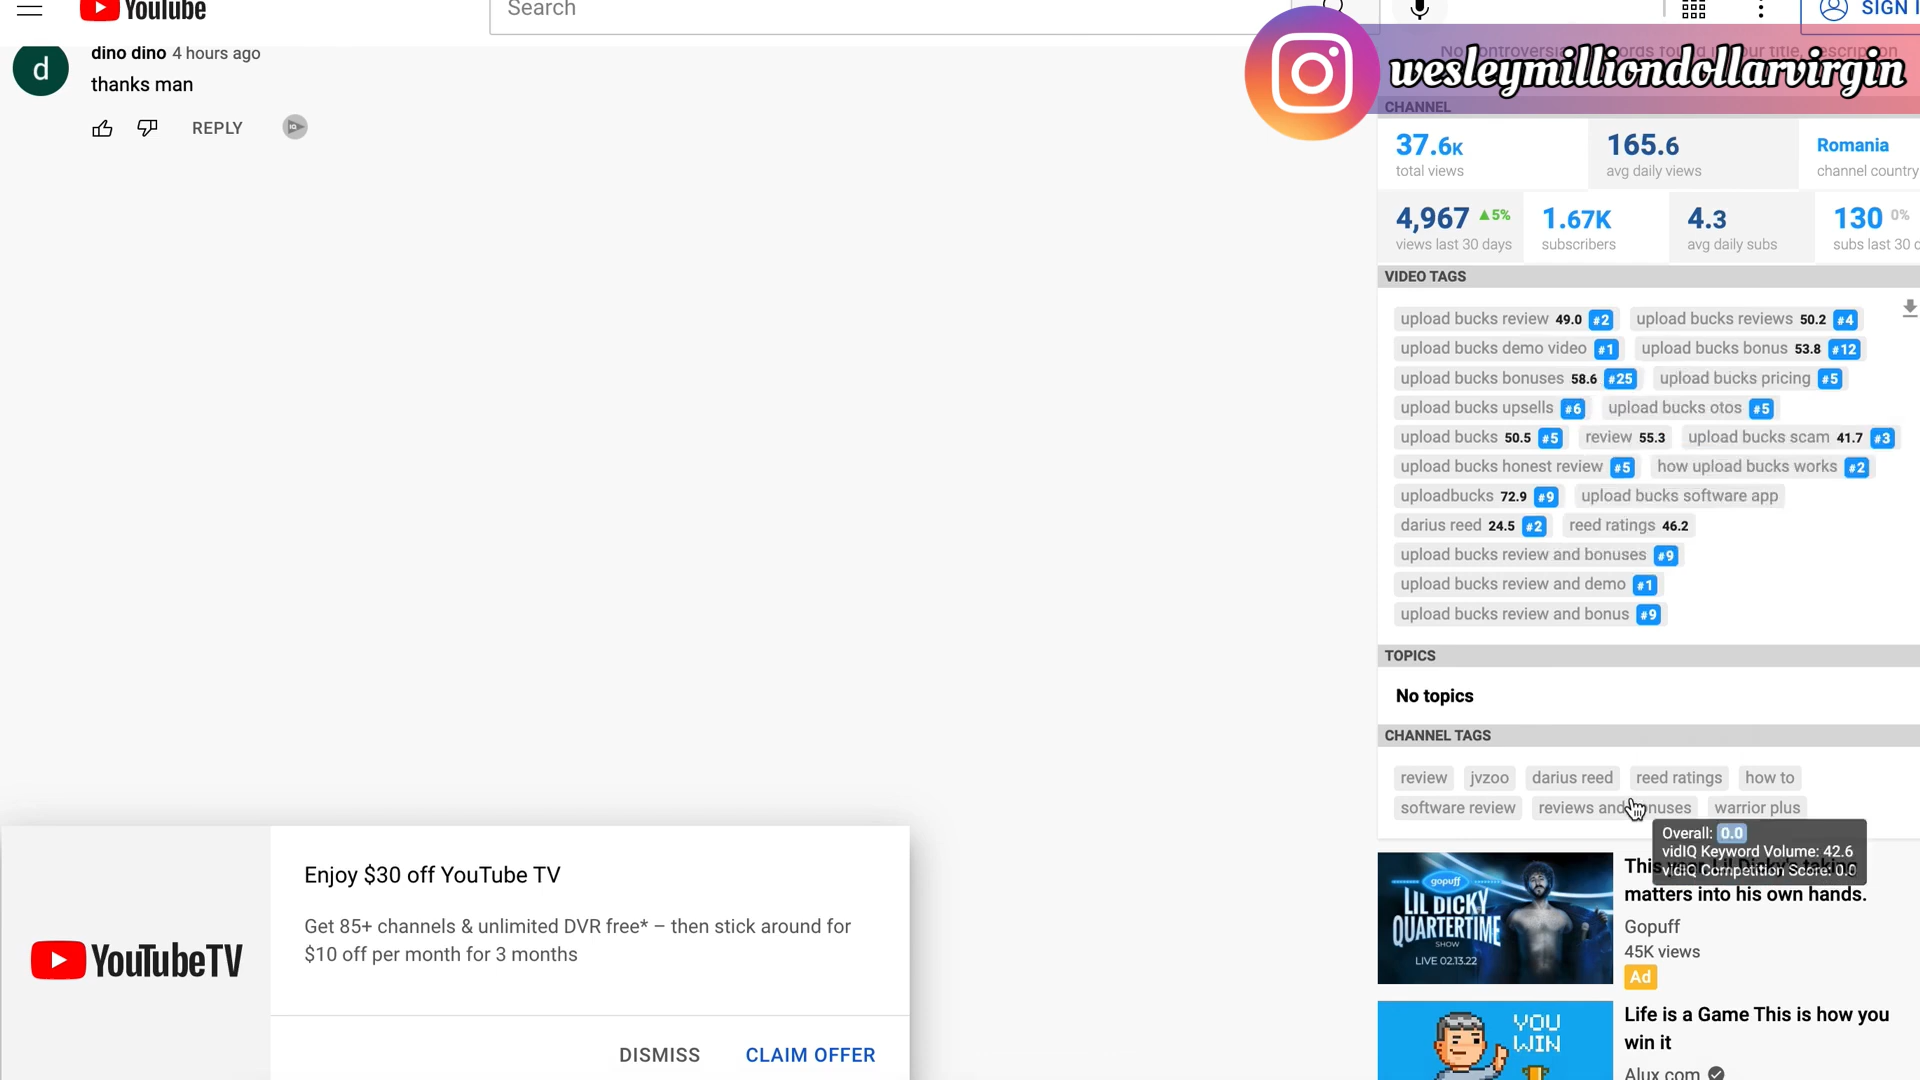 YouTube
Search
SIGN I
dino dino 4 hours ago
thanks man
REPLY
wesleymilliondollarvirgin
CHANNEL
37.6K
total views
165.6
avg daily views
Romania
channel country
4,967 ▲5%
views last 30 days
1.67K
subscribers
4.3
avg daily subs
130 0%
subs last 30 d
VIDEO TAGS
upload bucks review 49.0 #2 upload bucks reviews 50.2 #4
upload bucks demo video #1 upload bucks bonus 53.8 #12
upload bucks bonuses 58.6 #25 upload bucks pricing #5
upload bucks upsells #6 upload bucks otos #5
upload bucks 50.5 #5 review 55.3 upload bucks scam 41.7 #3
upload bucks honest review #5 how upload bucks works #2
uploadbucks 72.9 #9 upload bucks software app
darius reed 24.5 #2 reed ratings 46.2
upload bucks review and bonuses #9
upload bucks review and demo #1
upload bucks review and bonus #9
TOPICS
No topics
CHANNEL TAGS
review jvzoo darius reed reed ratings how to
software review reviews and bonuses warrior plus
Overall: 0.0
vidIQ Keyword Volume: 42.6
vidIQ Competition Score: 0.0
This year Lil Dicky's taking
matters into his own hands.
Gopuff
45K views
Ad
gopuff
LIL DICKY
QUARTERTIME
SHOW
LIVE 02.13.22
Life is a Game This is how you
win it
Alux.com
YOU
WIN
YouTubeTV
Enjoy $30 off YouTube TV
Get 85+ channels & unlimited DVR free* – then stick around for
$10 off per month for 3 months
DISMISS CLAIM OFFER